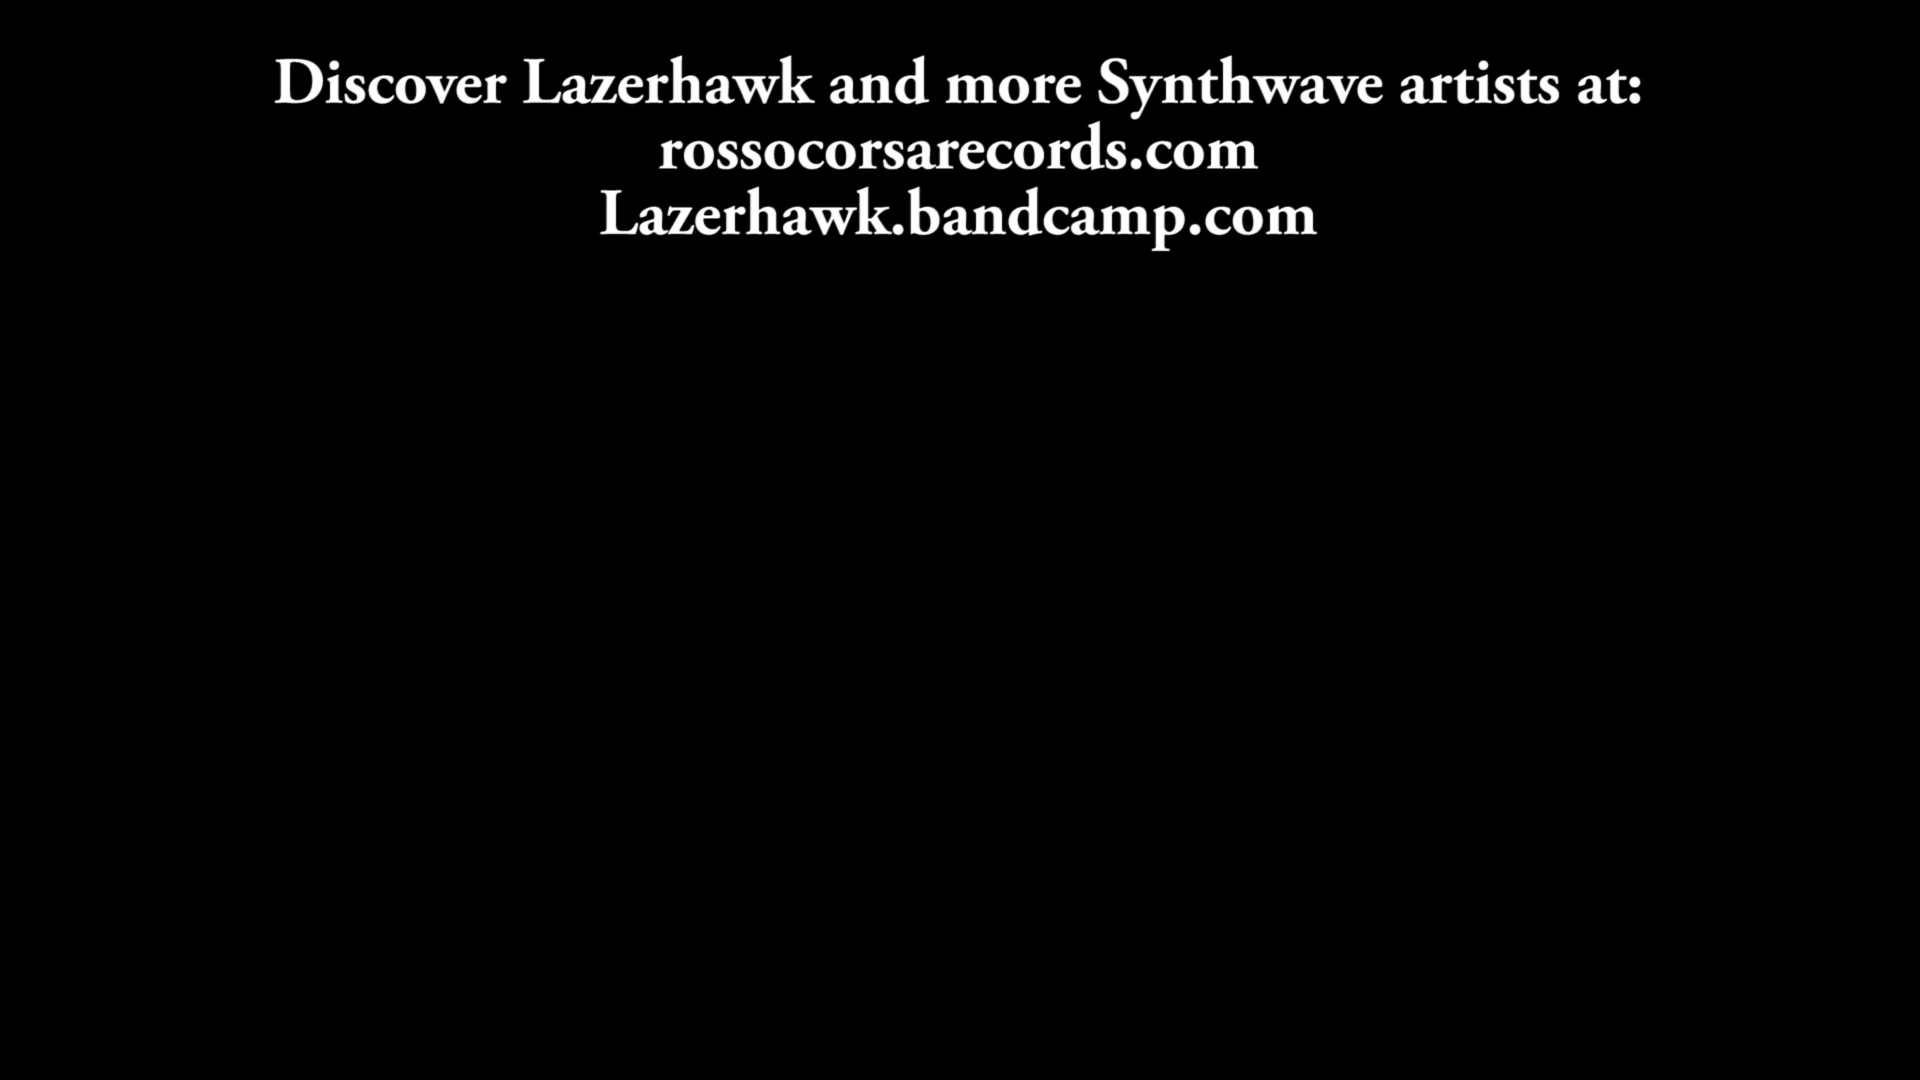 Discover Lazerhawk and more Synthwave artists at:
rossocorsarecords.com
Lazerhawk.bandcamp.com